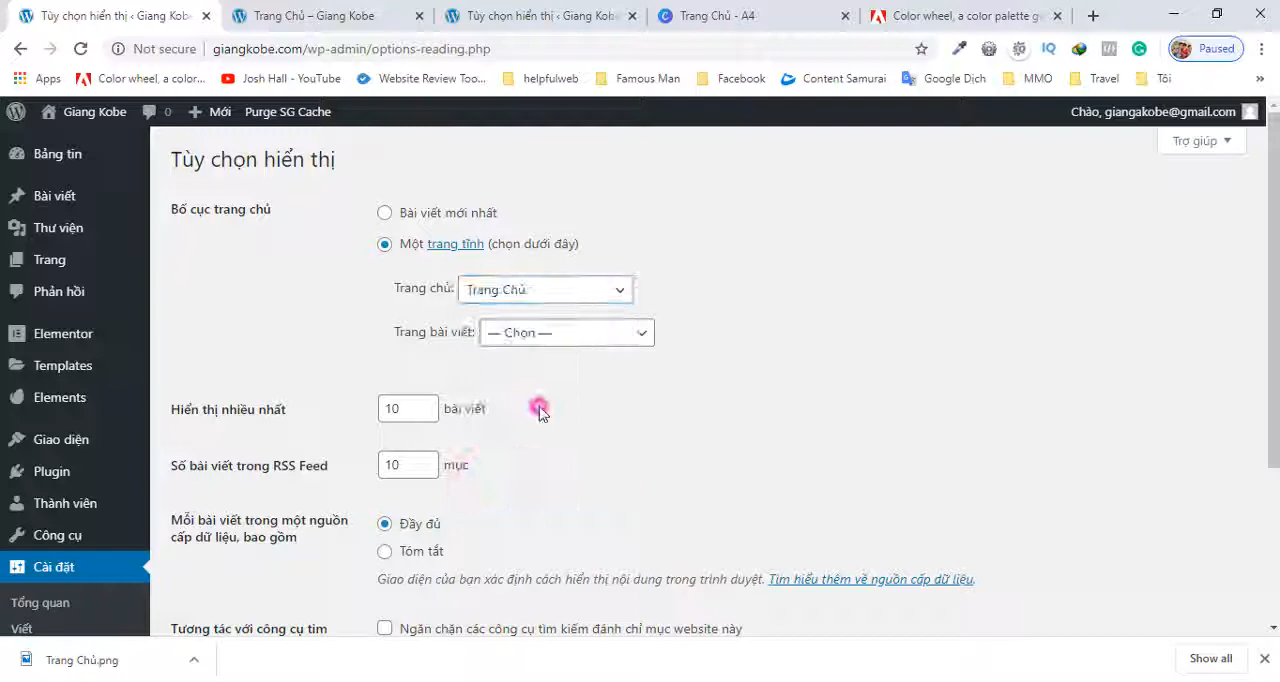 Tùy chọn hiển thị ‹ Giang Kobe
Trang Chủ – Giang Kobe
Tùy chọn hiển thị ‹ Giang Kobe
Trang Chủ - A4
Color wheel, a color palette g
Not secure
giangkobe.com/wp-admin/options-reading.php
Paused
Apps
Color wheel, a color...
Josh Hall - YouTube
Website Review Too...
helpfulweb
Famous Man
Facebook
Content Samurai
Google Dịch
MMO
Travel
Tôi
Giang Kobe
0
Mới
Purge SG Cache
Chào, giangakobe@gmail.com
Bảng tin
Bài viết
Thư viện
Trang
Phản hồi
Elementor
Templates
Elements
Giao diện
Plugin
Thành viên
Công cụ
Cài đặt
Tổng quan
Viết
Trợ giúp
Tùy chọn hiển thị
Bố cục trang chủ
Bài viết mới nhất
Một trang tĩnh (chọn dưới đây)
Trang chủ: Trang Chủ
Trang bài viết: — Chọn —
Hiển thị nhiều nhất
10 bài viết
Số bài viết trong RSS Feed
10 mục
Mỗi bài viết trong một nguồn
cấp dữ liệu, bao gồm
Đầy đủ
Tóm tắt
Giao diện của bạn xác định cách hiển thị nội dung trong trình duyệt. Tìm hiểu thêm về nguồn cấp dữ liệu.
Tương tác với công cụ tìm
Ngăn chặn các công cụ tìm kiếm đánh chỉ mục website này
Trang Chủ.png
Show all